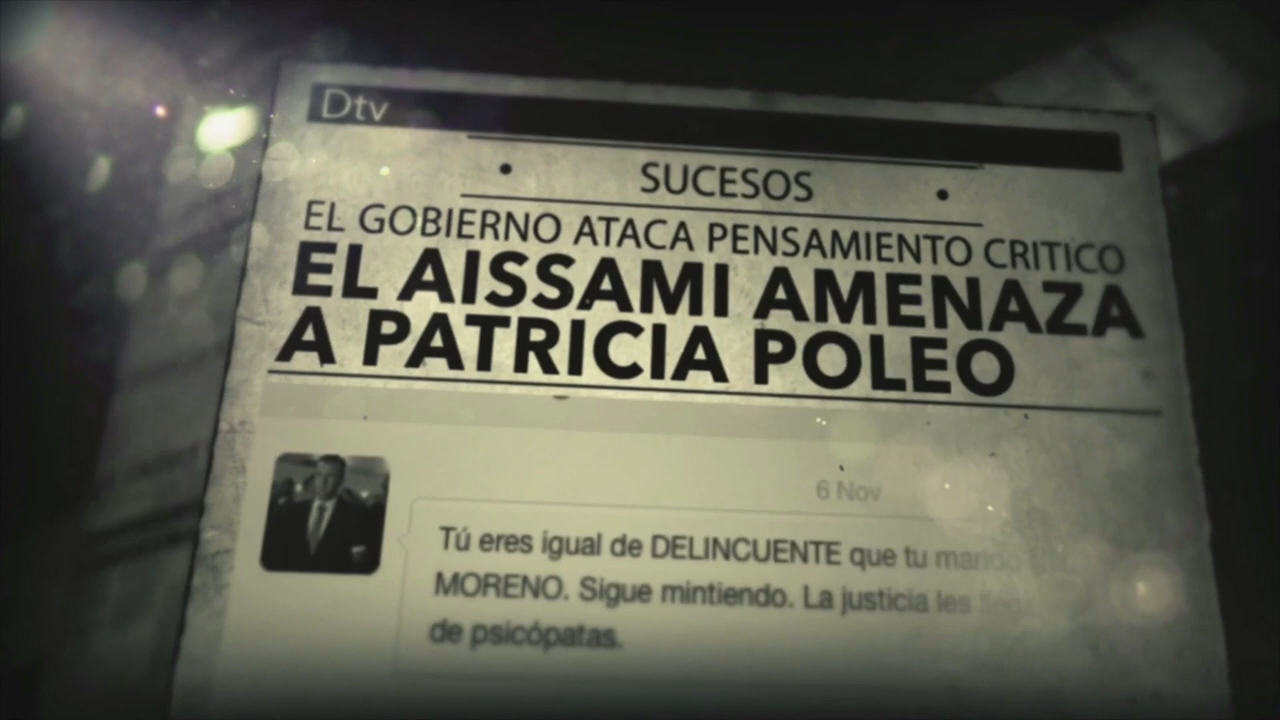 Dtv
SUCESOS
EL GOBIERNO ATACA PENSAMIENTO CRITICO
EL AISSAMI AMENAZA
A PATRICIA POLEO
6 Nov
Tú eres igual de DELINCUENTE que tu
MORENO. Sigue mintiendo. La justicia les
de psicópatas.